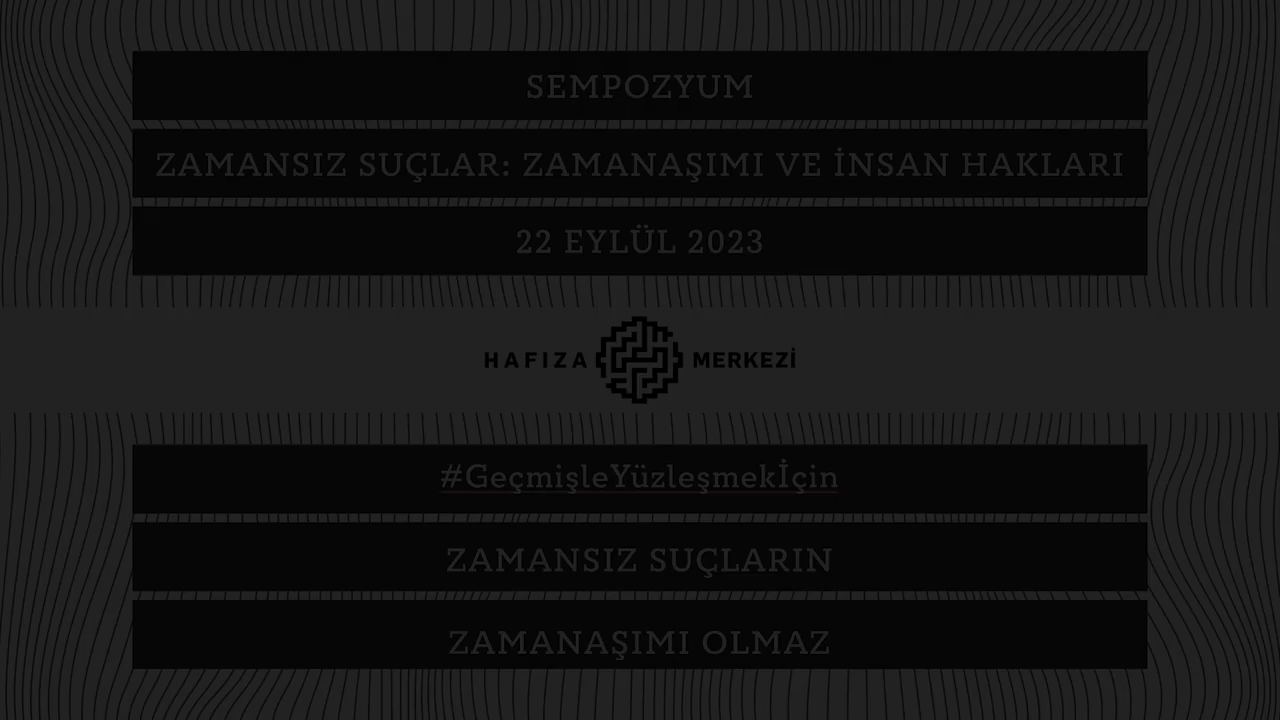 SEMPOZYUM
ZAMANSIZ SUÇLAR: ZAMANAŞIMI VE İNSAN HAKLARI
22 EYLÜL 2023
HAFIZA MERKEZİ
#GeçmişleYüzleşmekİçin
ZAMANSIZ SUÇLARIN
ZAMANAŞIMI OLMAZ